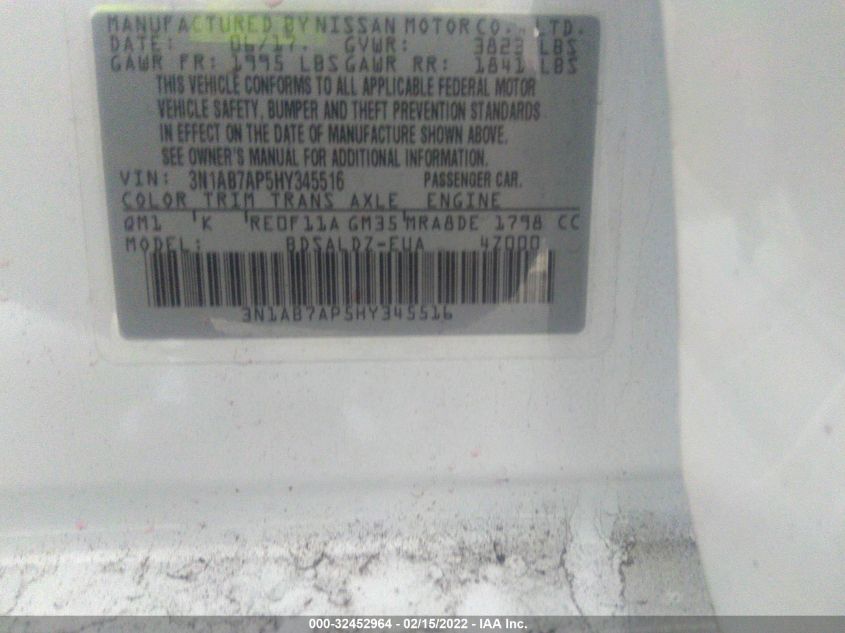 MANUFACTURED BY NISSAN MOTOR CO., LTD.
DATE: 06/17. GVWR: 3823 LBS
GAWR FR: 1995 LBS GAWR RR: 1841 LBS
THIS VEHICLE CONFORMS TO ALL APPLICABLE FEDERAL MOTOR
VEHICLE SAFETY, BUMPER AND THEFT PREVENTION STANDARDS
IN EFFECT ON THE DATE OF MANUFACTURE SHOWN ABOVE.
SEE OWNER'S MANUAL FOR ADDITIONAL INFORMATION.
VIN: 3N1AB7AP5HY345516 PASSENGER CAR.
COLOR TRIM TRANS AXLE ENGINE
QM1 K RE0F11A GM35 MRA8DE 1798 CC
MODEL: BDSALDZ-EUA 4Z000
3N1AB7AP5HY345516
000-32452964 - 02/15/2022 - IAA Inc.